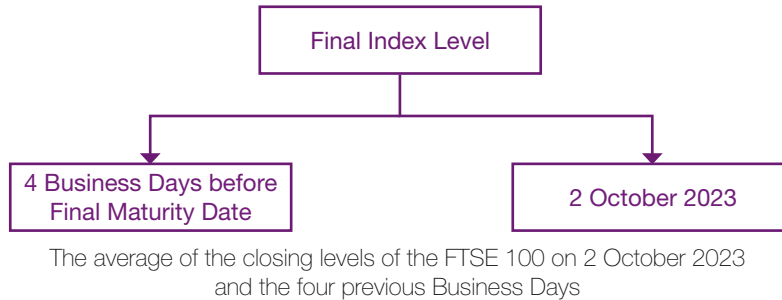 Final Index Level
4 Business Days before
Final Maturity Date
2 October 2023
The average of the closing levels of the FTSE 100 on 2 October 2023
and the four previous Business Days